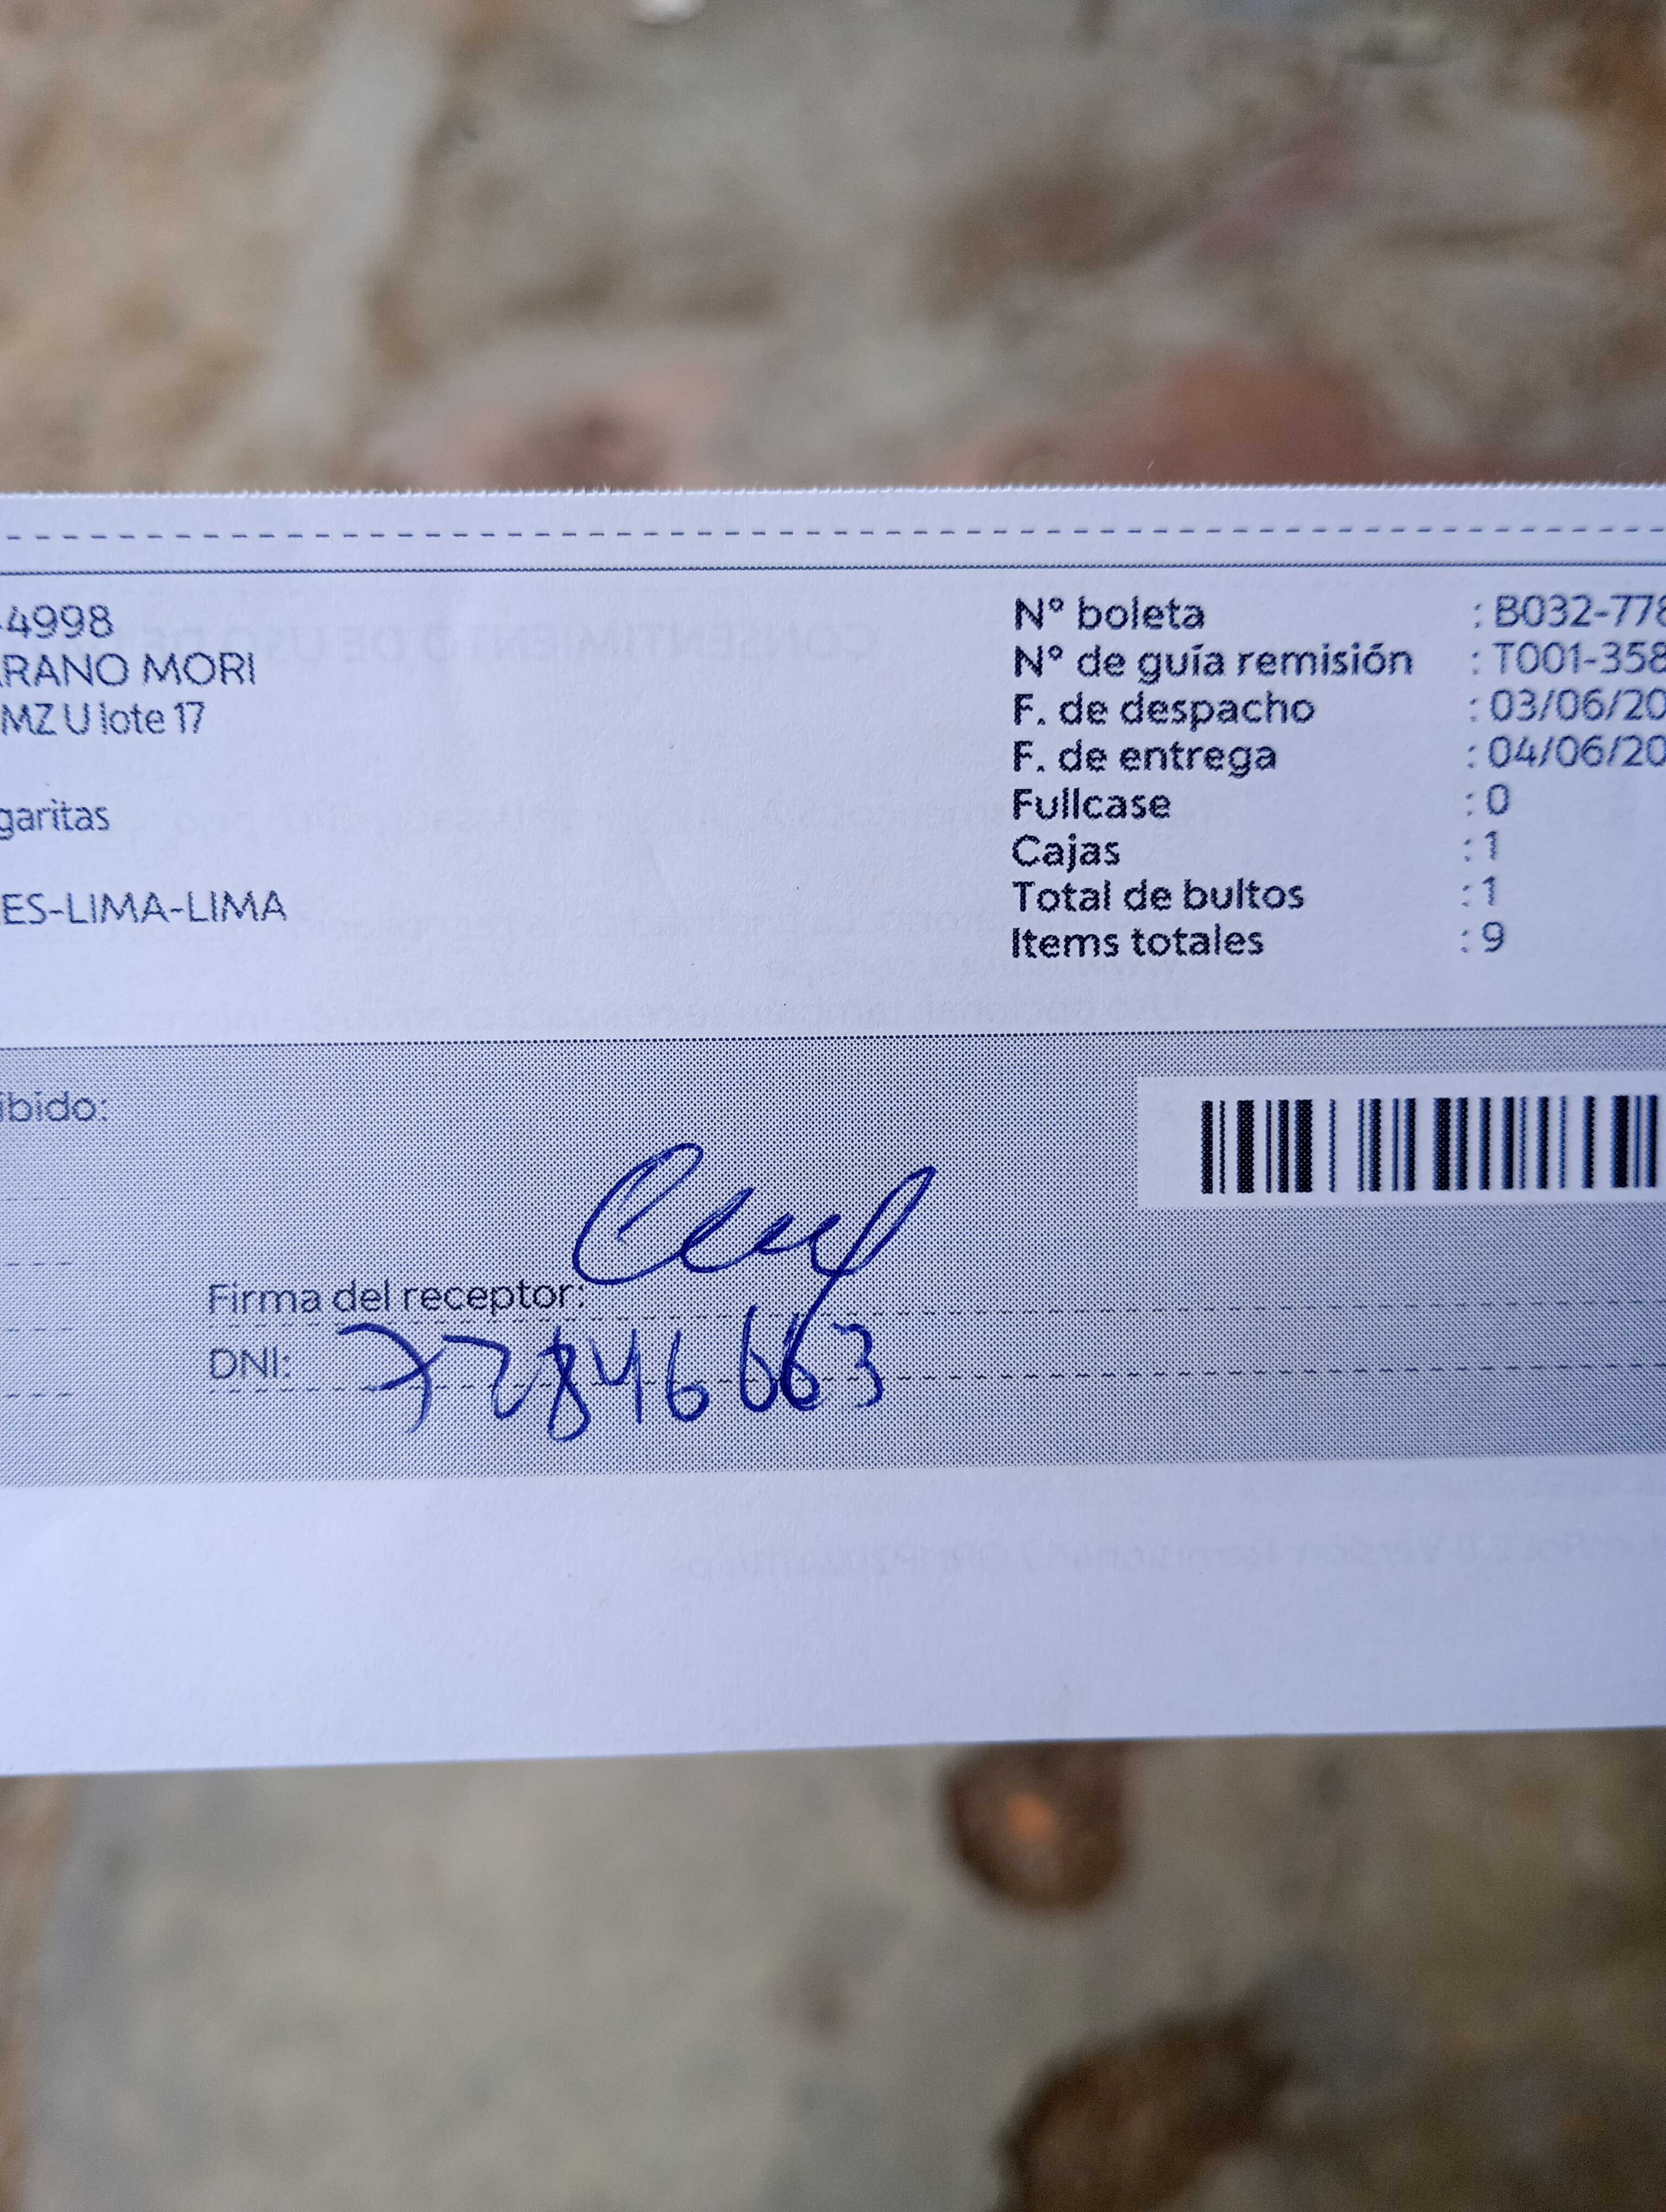 -4998
RANO MORI
MZ U lote 17
garitas
ES-LIMA-LIMA
N° boleta : B032-778
N° de guía remisión : T001-358
F. de despacho : 03/06/20
F. de entrega : 04/06/20
Fullcase : 0
Cajas : 1
Total de bultos : 1
Items totales : 9
ibido:
Firma del receptor:
DNI: 72846663